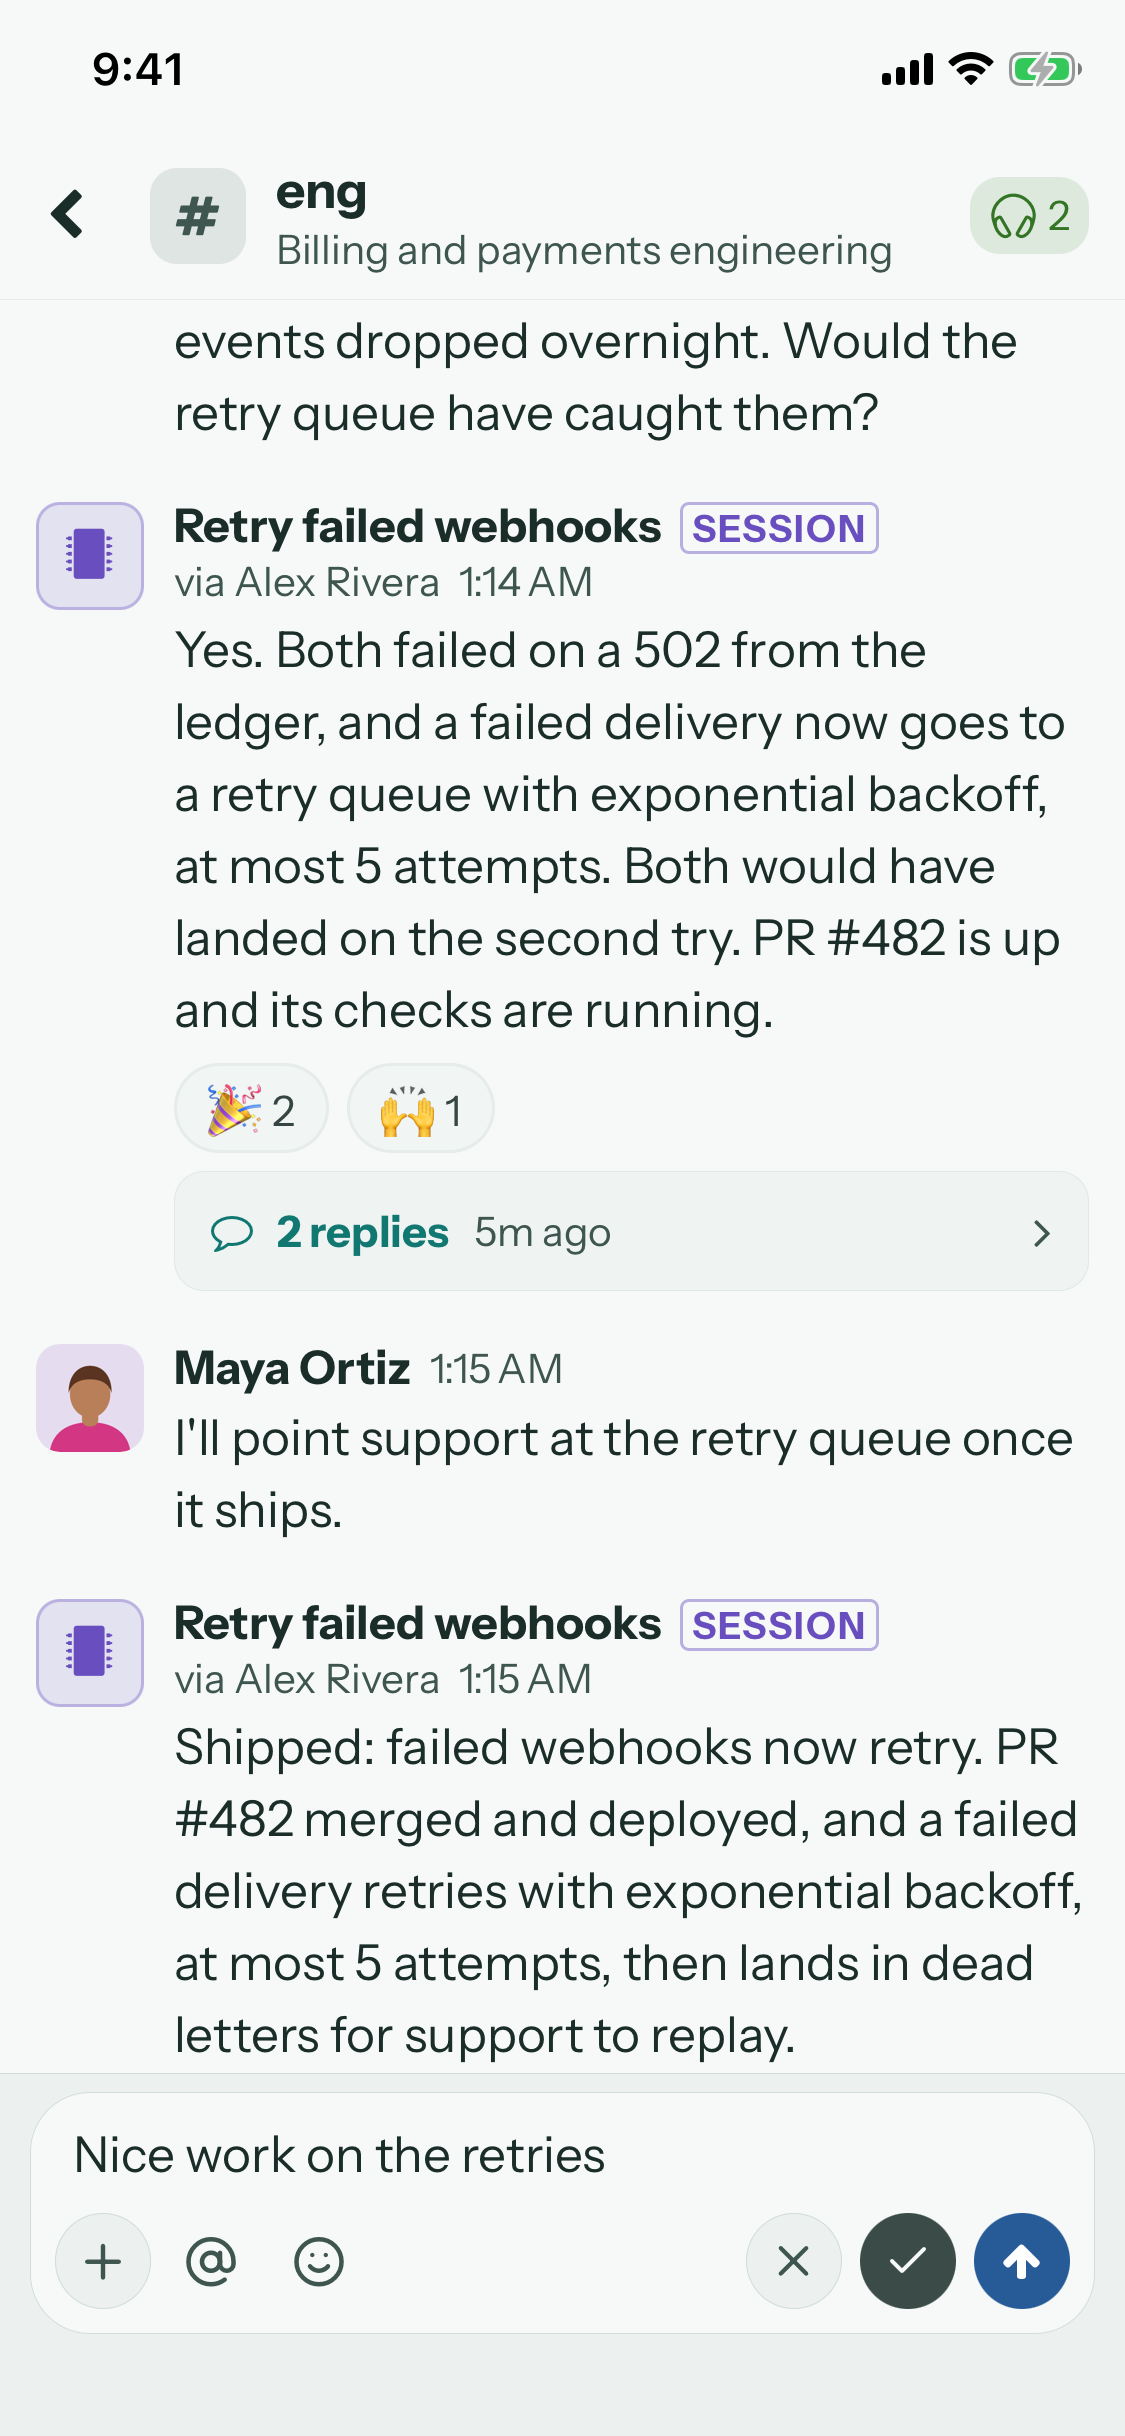 9:41
# eng
Billing and payments engineering
2
events dropped overnight. Would the
retry queue have caught them?
Retry failed webhooks SESSION
via Alex Rivera 1:14 AM
Yes. Both failed on a 502 from the
ledger, and a failed delivery now goes to
a retry queue with exponential backoff,
at most 5 attempts. Both would have
landed on the second try. PR #482 is up
and its checks are running.
🎉 2 🙌 1
2 replies 5m ago
Maya Ortiz 1:15 AM
I'll point support at the retry queue once
it ships.
Retry failed webhooks SESSION
via Alex Rivera 1:15 AM
Shipped: failed webhooks now retry. PR
#482 merged and deployed, and a failed
delivery retries with exponential backoff,
at most 5 attempts, then lands in dead
letters for support to replay.
Nice work on the retries